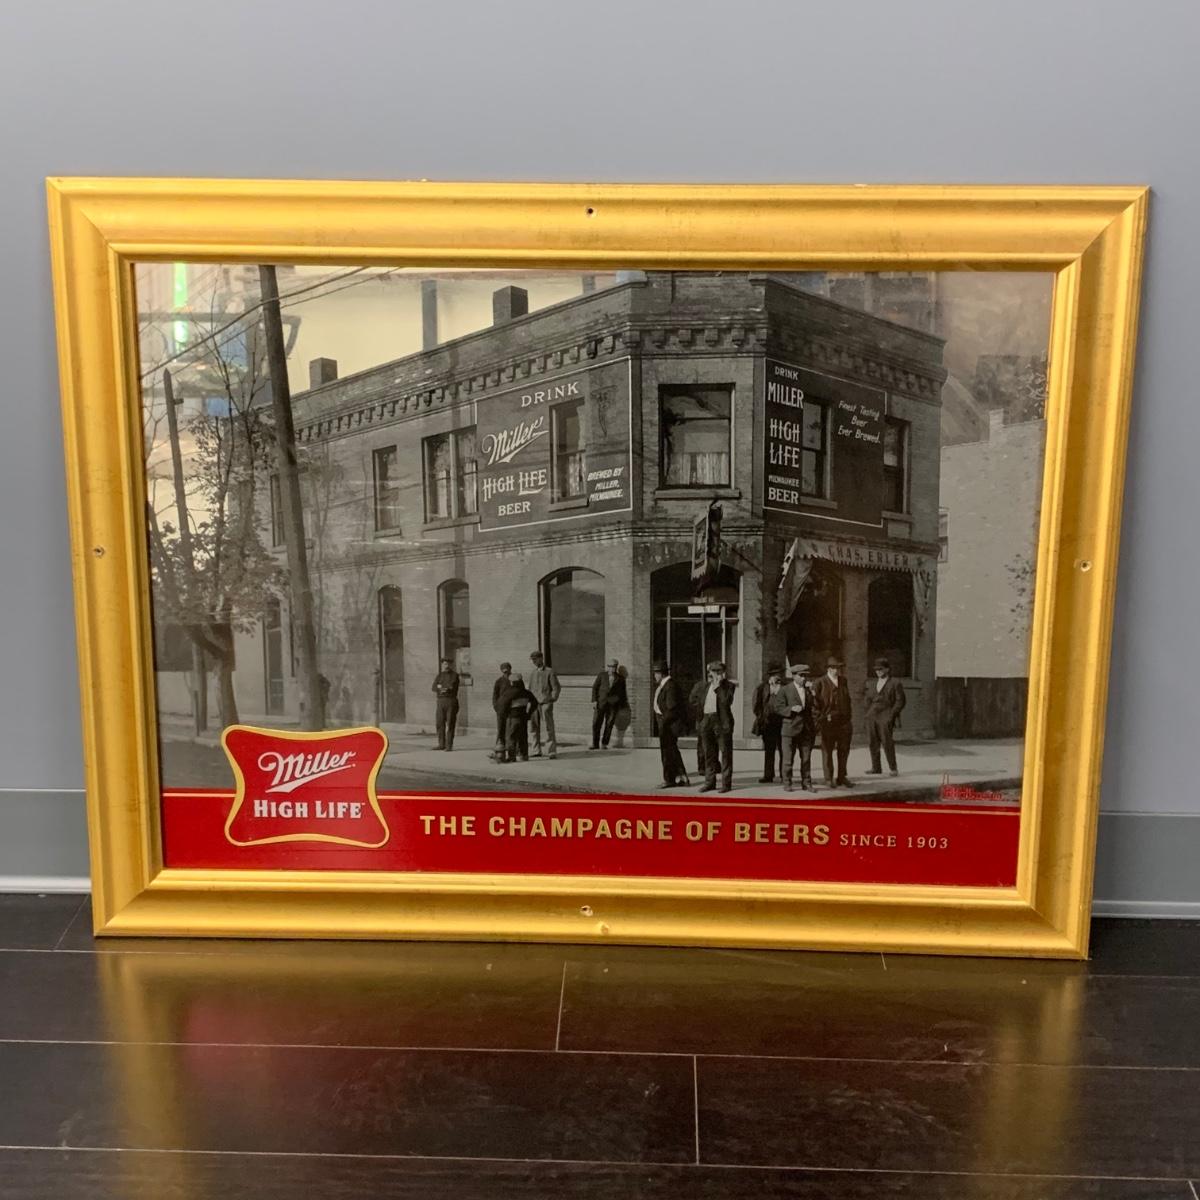 DRINK
Miller
HIGH LIFE
BEER
BREWED BY
MILLER,
MILWAUKEE.
DRINK
MILLER
HIGH
LIFE
MILWAUKEE
BEER
Finest Tasting
Beer
Ever Brewed.
CHAS. ERLER
Miller
HIGH LIFE
THE CHAMPAGNE OF BEERS SINCE 1903